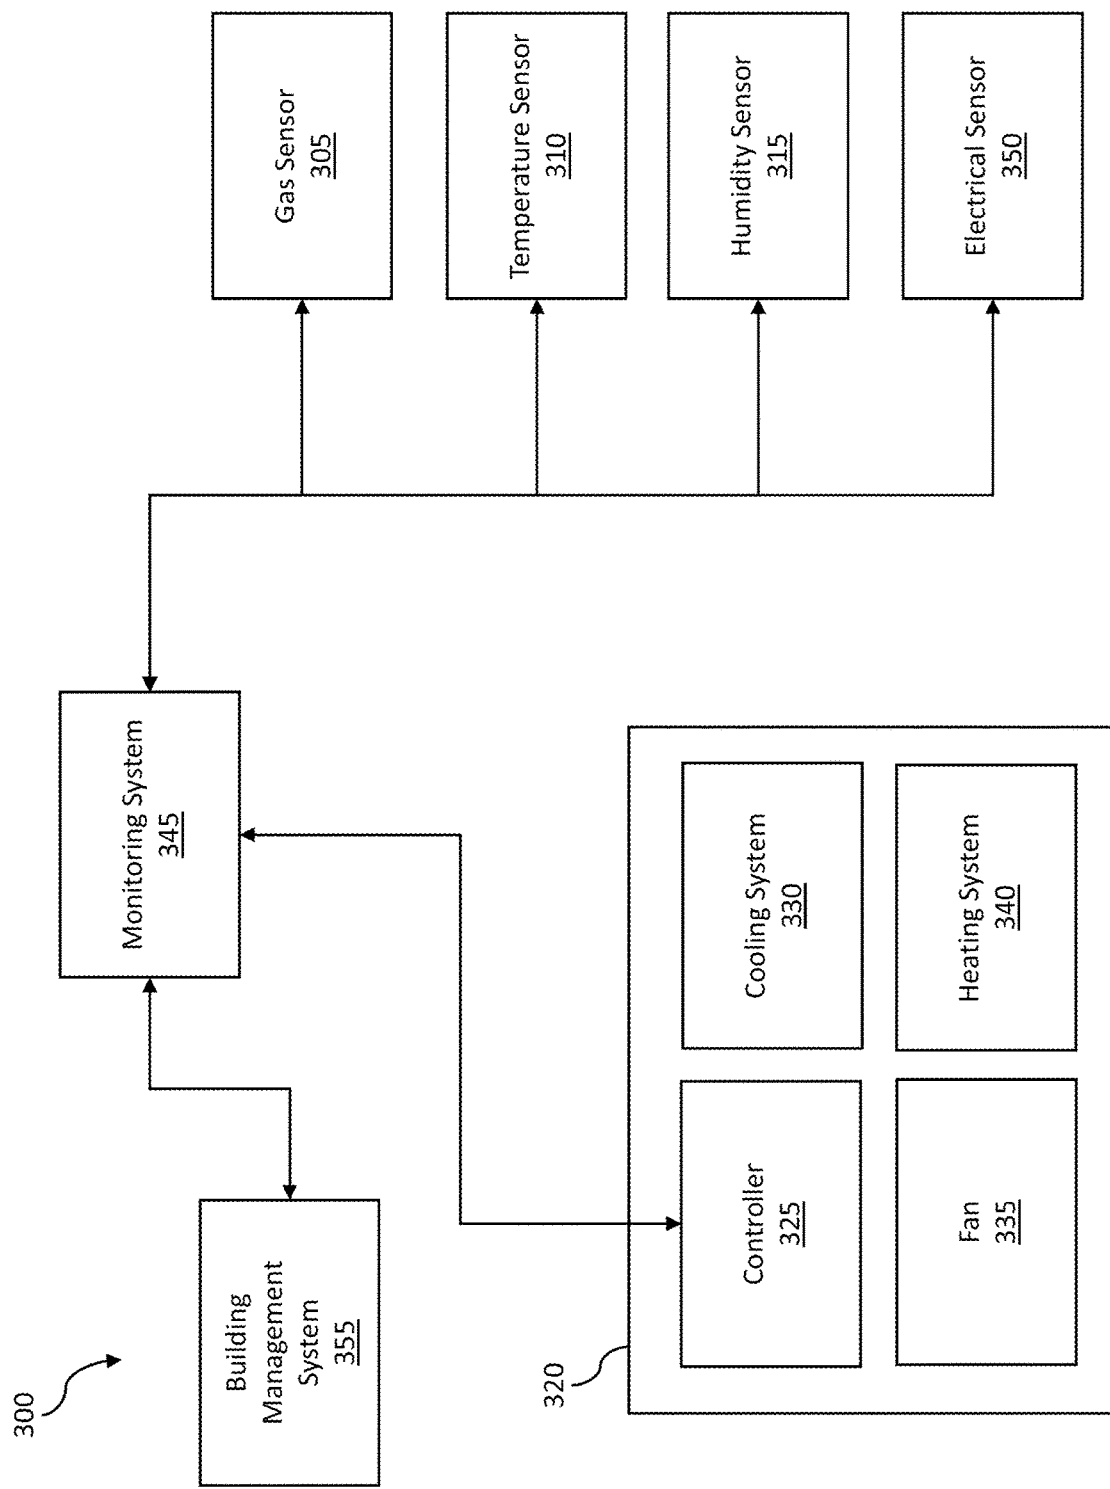 300
Building
Management
System
355
Monitoring System
345
Gas Sensor
305
Temperature Sensor
310
Humidity Sensor
315
Electrical Sensor
350
320
Controller
325
Cooling System
330
Fan
335
Heating System
340